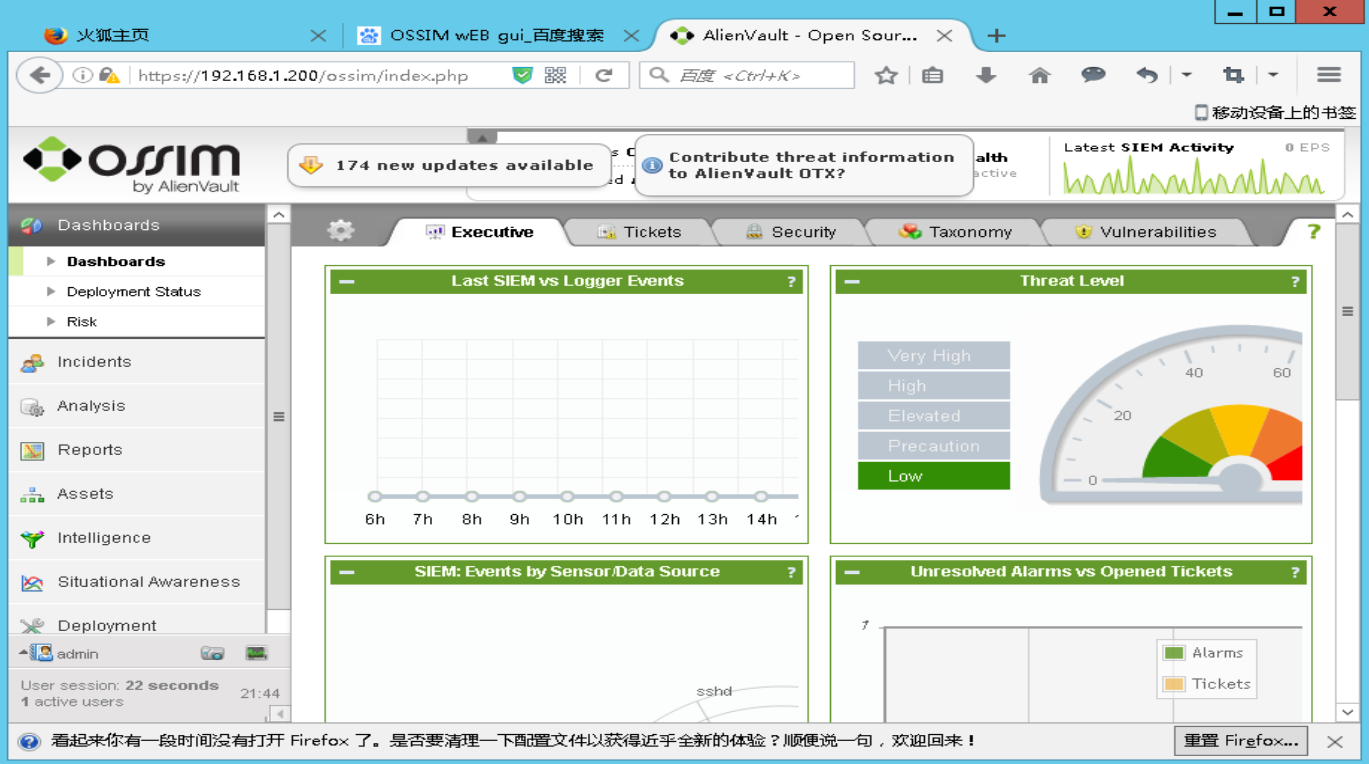 火狐主页
OSSIM wEB gui_百度搜索
AlienVault - Open Sour...
https://192.168.1.200/ossim/index.php
百度 <Ctrl+K>
移动设备上的书签
OSSIM
by AlienVault
174 new updates available
Contribute threat information
to AlienVault OTX?
Latest SIEM Activity
0 EPS
Dashboards
Dashboards
Deployment Status
Risk
Incidents
Analysis
Reports
Assets
Intelligence
Situational Awareness
Deployment
admin
User session: 22 seconds
1 active users
21:44
Executive
Tickets
Security
Taxonomy
Vulnerabilities
?
Last SIEM vs Logger Events
?
6h 7h 8h 9h 10h 11h 12h 13h 14h
Threat Level
?
Very High
High
Elevated
Precaution
Low
0 20 40 60
SIEM: Events by Sensor/Data Source
?
sshd
Unresolved Alarms vs Opened Tickets
?
1
Alarms
Tickets
看起来你有一段时间没有打开 Firefox 了。是否要清理一下配置文件以获得近乎全新的体验？顺便说一句，欢迎回来！
重置 Firefox...